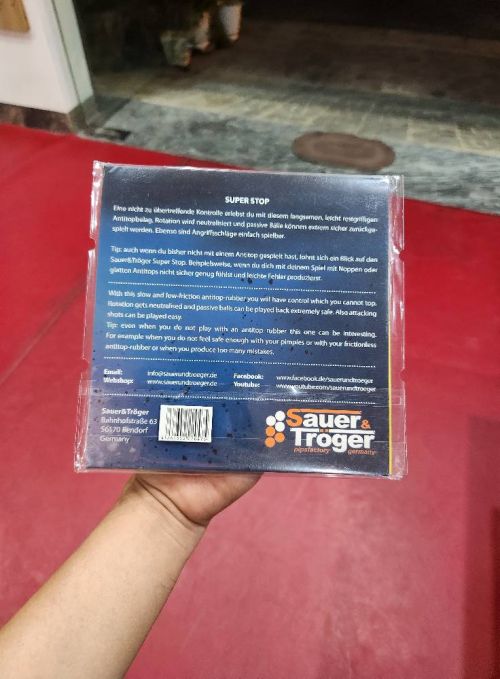 SUPER STOP
Eine nicht zu übertreffende Kontrolle erlebst du mit diesem langsamen, leicht restgriffigen
Antitopbelag. Rotation wird neutralisiert und passive Bälle können extrem sicher zurückge-
spielt werden. Ebenso sind Angriffsschläge einfach spielbar.
Tip: auch wenn du bisher nicht mit einem Antitop gespielt hast, lohnt sich ein Blick auf den
Sauer&Tröger Super Stop. Beispielsweise, wenn du dich mit deinem Spiel mit Noppen oder
glatten Antitops nicht sicher genug fühlst und leichte Fehler produzierst.
With this slow and low-friction antitop-rubber you will have control which you cannot top.
Rotation gets neutralised and passive balls can be played back extremely safe. Also attacking
shots can be played easy.
Tip: even when you do not play with an antitop rubber this one can be interesting.
For example when you do not feel safe enough with your pimples or with your frictionless
antitop-rubber or when you produce too many mistakes.
Email: info@sauerundtroeger.de Facebook: www.facebook.de/sauerundtroeger
Webshop: www.sauerundtroeger.de Youtube: www.youtube.com/sauerundtroeger
Sauer&Tröger
Bahnhofstraße 63
56170 Bendorf
Germany
Sauer&
Tröger
pipsfactory germany